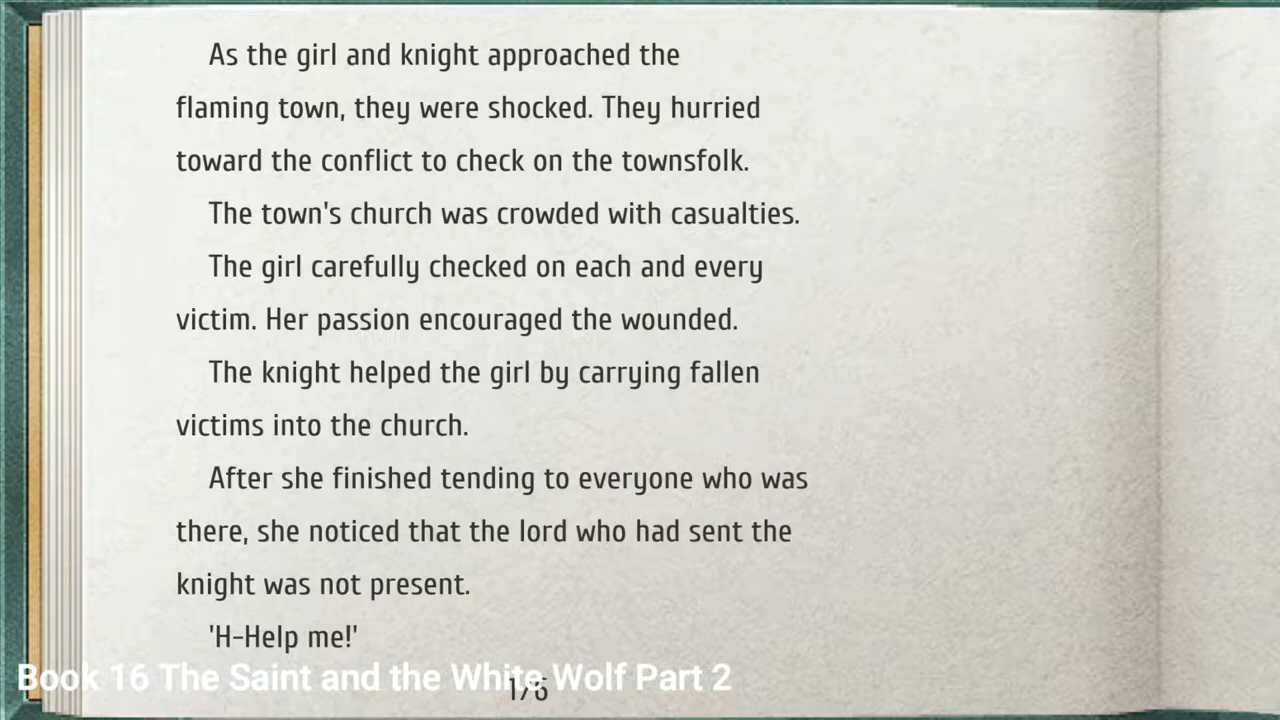 As the girl and knight approached the
flaming town, they were shocked. They hurried
toward the conflict to check on the townsfolk.
The town's church was crowded with casualties.
The girl carefully checked on each and every
victim. Her passion encouraged the wounded.
The knight helped the girl by carrying fallen
victims into the church.
After she finished tending to everyone who was
there, she noticed that the lord who had sent the
knight was not present.
'H-Help me!'
Book 16 The Saint and the White Wolf Part 2